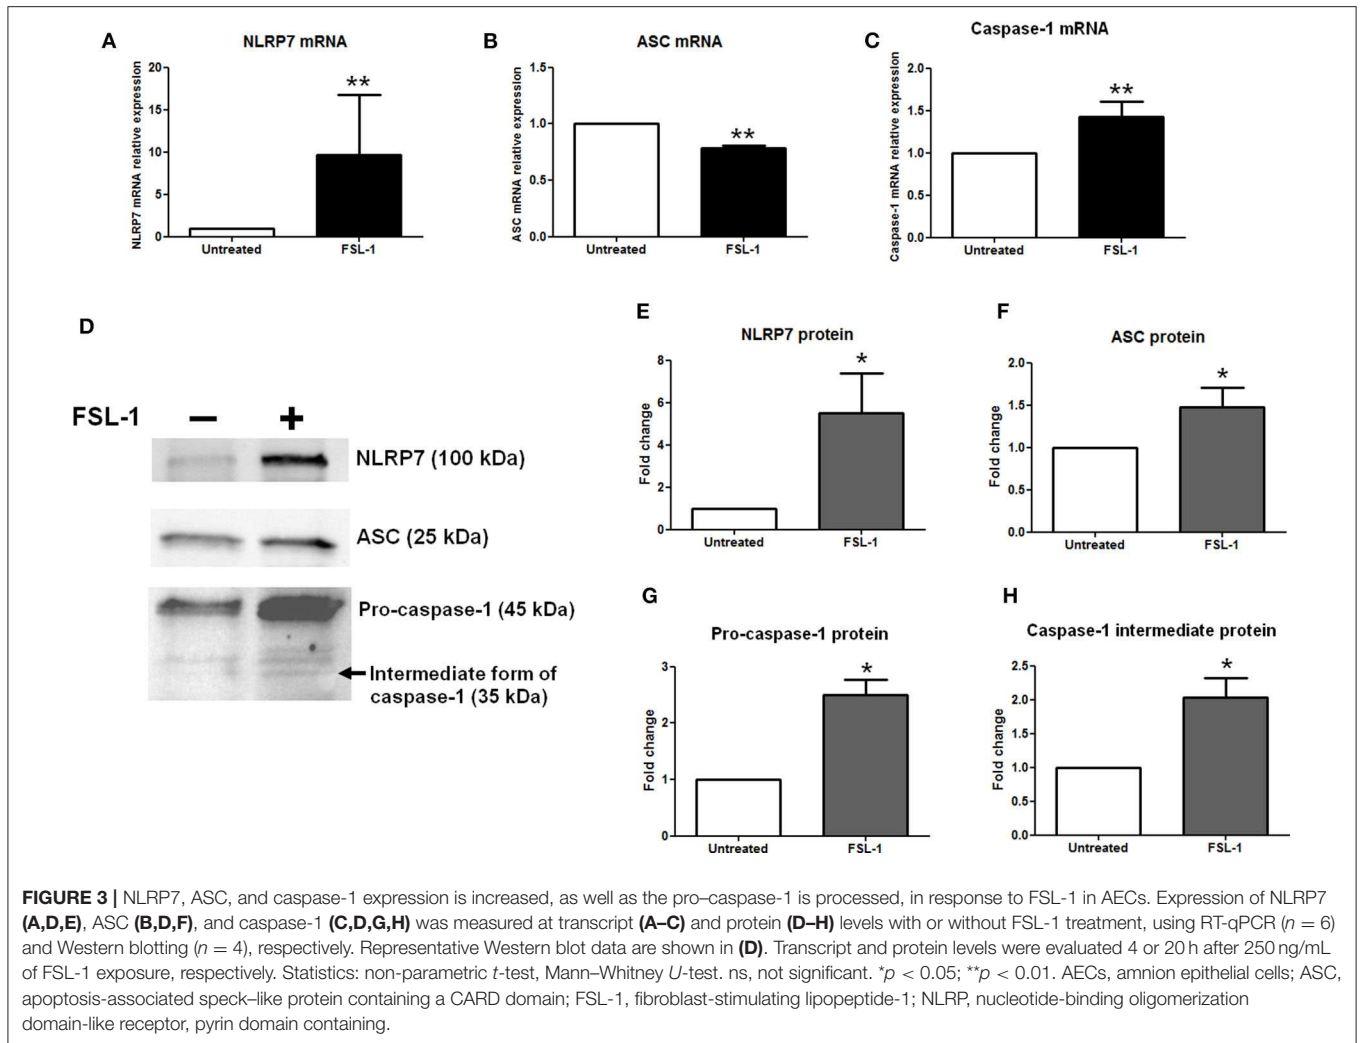 A
NLRP7 mRNA
NLRP7 mRNA relative expression
20
15
10
5
0
**
Untreated
FSL-1
B
ASC mRNA
ASC mRNA relative expression
1.5
1.0
0.5
0.0
**
Untreated
FSL-1
C
Caspase-1 mRNA
Caspase-1 mRNA relative expression
2.0
1.5
1.0
0.5
0.0
**
Untreated
FSL-1
D
FSL-1 − +
NLRP7 (100 kDa)
ASC (25 kDa)
Pro-caspase-1 (45 kDa)
Intermediate form of
caspase-1 (35 kDa)
E
NLRP7 protein
Fold change
8
6
4
2
0
*
Untreated
FSL-1
F
ASC protein
Fold change
2.0
1.5
1.0
0.5
0.0
*
Untreated
FSL-1
G
Pro-caspase-1 protein
Fold change
3
2
1
0
*
Untreated
FSL-1
H
Caspase-1 intermediate protein
Fold change
2.5
2.0
1.5
1.0
0.5
0.0
*
Untreated
FSL-1
FIGURE 3 | NLRP7, ASC, and caspase-1 expression is increased, as well as the pro–caspase-1 is processed, in response to FSL-1 in AECs. Expression of NLRP7
(A,D,E), ASC (B,D,F), and caspase-1 (C,D,G,H) was measured at transcript (A–C) and protein (D–H) levels with or without FSL-1 treatment, using RT-qPCR (n = 6)
and Western blotting (n = 4), respectively. Representative Western blot data are shown in (D). Transcript and protein levels were evaluated 4 or 20 h after 250 ng/mL
of FSL-1 exposure, respectively. Statistics: non-parametric t-test, Mann–Whitney U-test. ns, not significant. *p < 0.05; **p < 0.01. AECs, amnion epithelial cells; ASC,
apoptosis-associated speck–like protein containing a CARD domain; FSL-1, fibroblast-stimulating lipopeptide-1; NLRP, nucleotide-binding oligomerization
domain-like receptor, pyrin domain containing.